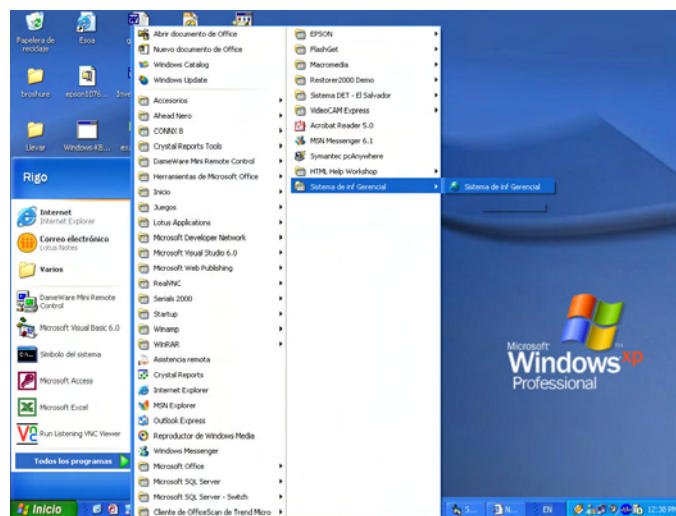 Papelera de
reciclaje
Esoa
broshure
epson1076...
Inve
Llevar
Windows-KB...
Rigo
Internet
Internet Explorer
Correo electrónico
Lotus Notes
Varios
DameWare Mini Remote
Control
Microsoft Visual Basic 6.0
Símbolo del sistema
Microsoft Access
Microsoft Excel
Run Listening VNC Viewer
Todos los programas
Inicio
Abrir documento de Office
Nuevo documento de Office
Windows Catalog
Windows Update
Accesorios
Ahead Nero
CONNX 8
Crystal Reports Tools
DameWare Mini Remote Control
Herramientas de Microsoft Office
Inicio
Juegos
Lotus Applications
Microsoft Developer Network
Microsoft Visual Studio 6.0
Microsoft Web Publishing
RealVNC
Serials 2000
Startup
Winamp
WinRAR
Asistencia remota
Crystal Reports
Internet Explorer
MSN Explorer
Outlook Express
Reproductor de Windows Media
Windows Messenger
Microsoft Office
Microsoft SQL Server
Microsoft SQL Server - Switch
Cliente de OfficeScan de Trend Micro
EPSON
FlashGet
Macromedia
Restorer2000 Demo
Sistema DET - El Salvador
VideoCAM Express
Acrobat Reader 5.0
MSN Messenger 6.1
Symantec pcAnywhere
HTML Help Workshop
Sistema de inf Gerencial
Sistema de inf Gerencial
Microsoft
Windows xp
Professional
S...
N...
EN
12:38 PM